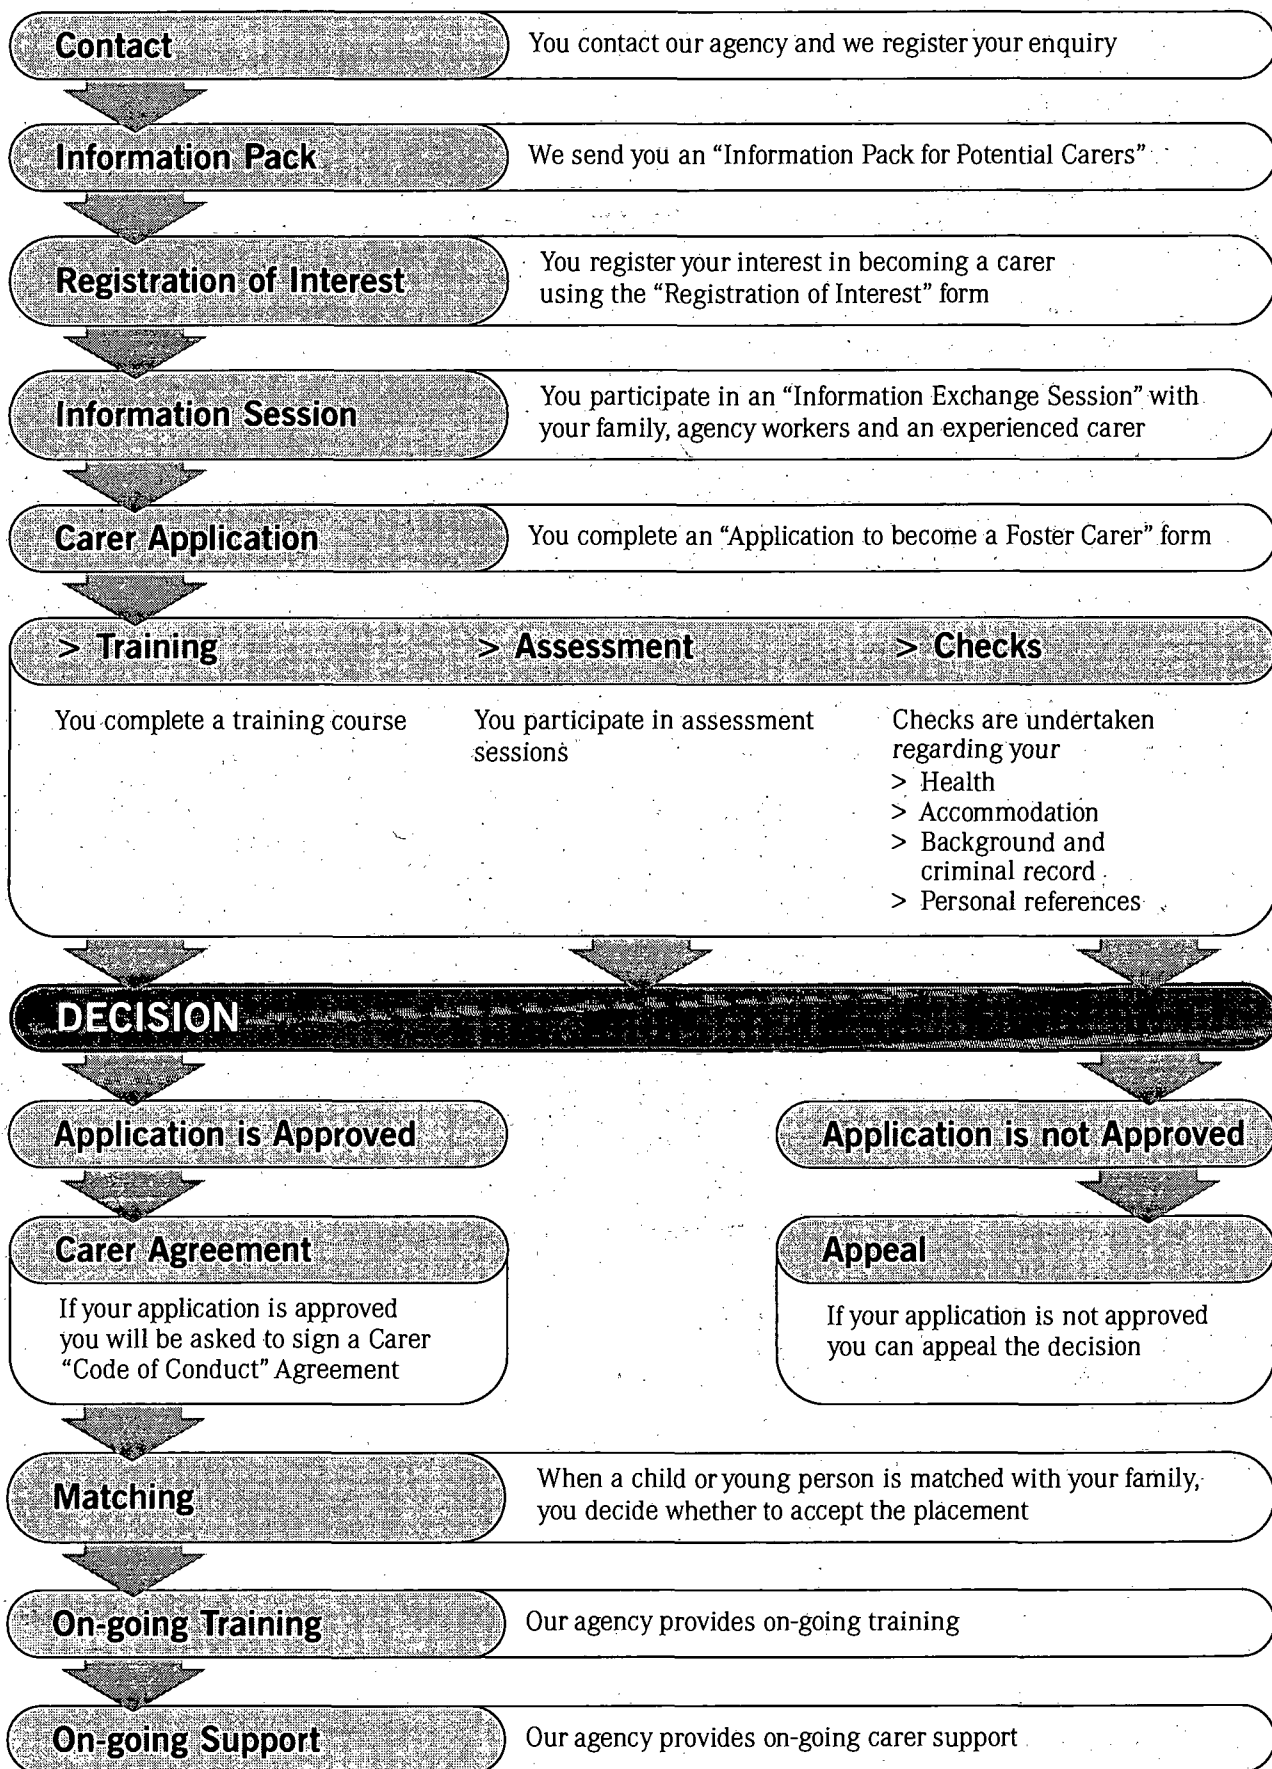 Contact
You contact our agency and we register your enquiry
Information Pack
We send you an “Information Pack for Potential Carers”
Registration of Interest
You register your interest in becoming a carer
using the “Registration of Interest” form
Information Session
You participate in an “Information Exchange Session” with
your family, agency workers and an experienced carer
Carer Application
You complete an “Application to become a Foster Carer” form
> Training
You complete a training course
> Assessment
You participate in assessment
sessions
> Checks
Checks are undertaken
regarding your
> Health
> Accommodation
> Background and
criminal record
> Personal references
DECISION
Application is Approved
Application is not Approved
Carer Agreement
If your application is approved
you will be asked to sign a Carer
“Code of Conduct” Agreement
Appeal
If your application is not approved
you can appeal the decision
Matching
When a child or young person is matched with your family,
you decide whether to accept the placement
On-going Training
Our agency provides on-going training
On-going Support
Our agency provides on-going carer support